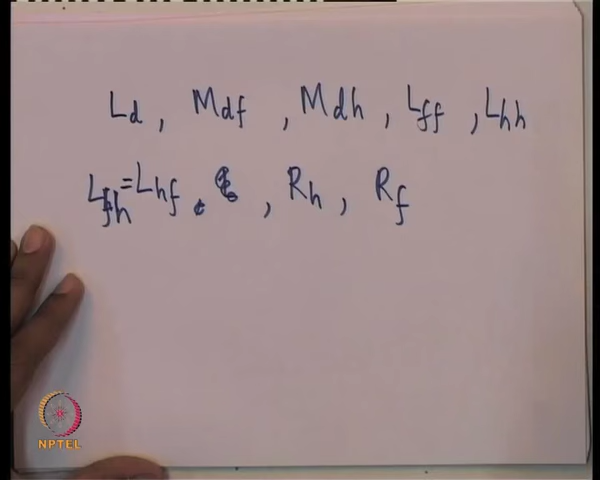 Ld , Mdf , Mdh , Lff , Lhh
Lfh = Lhf , Rh , Rf
NPTEL